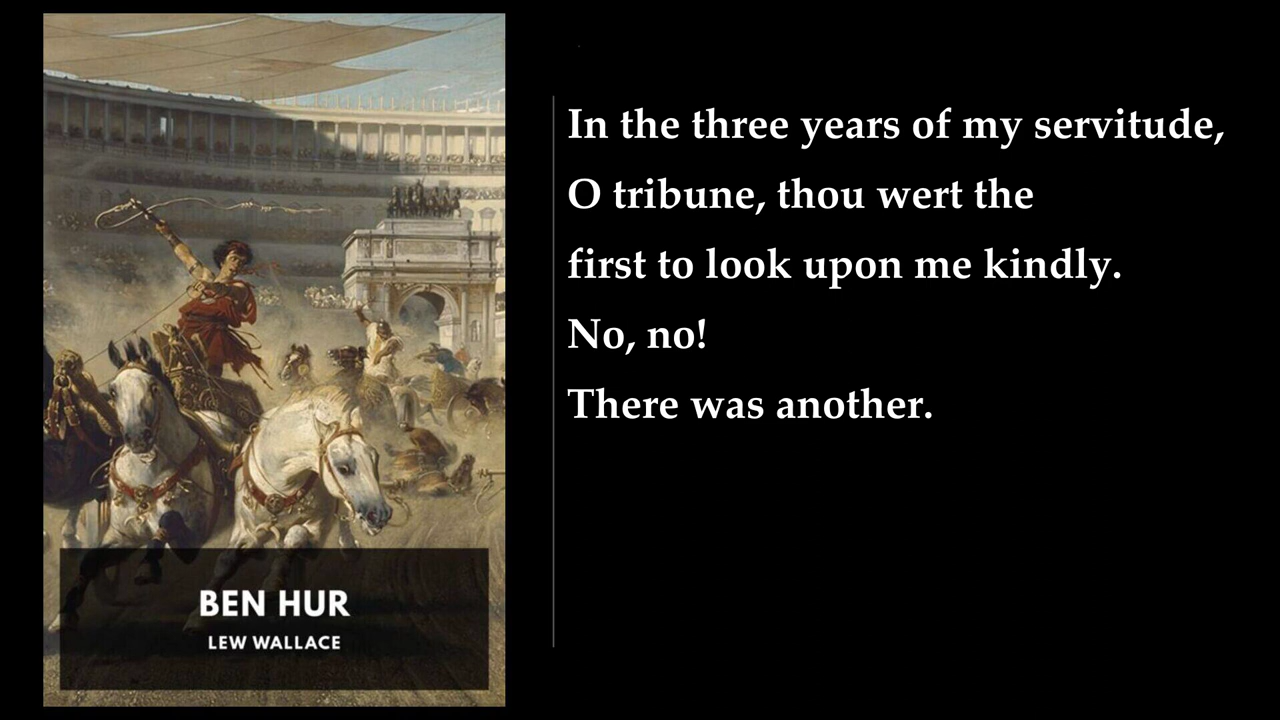 BEN HUR
LEW WALLACE
In the three years of my servitude,
O tribune, thou wert the
first to look upon me kindly.
No, no!
There was another.